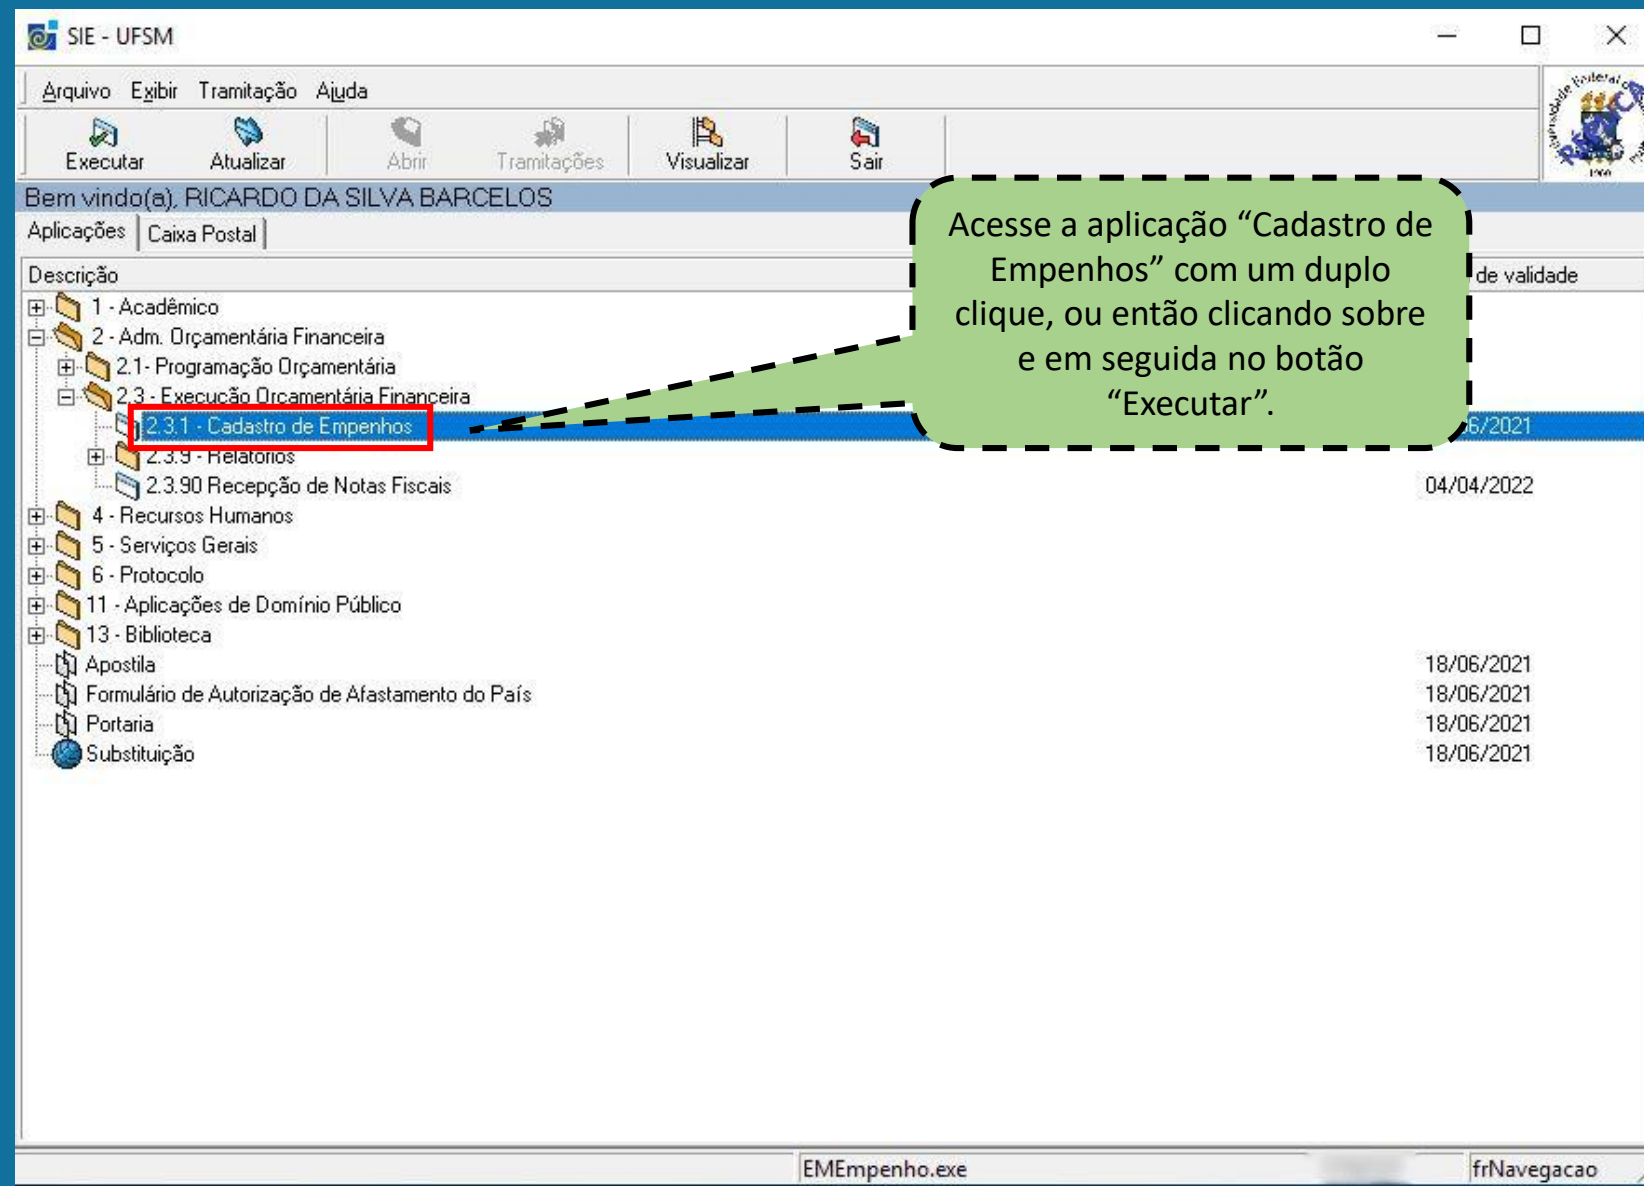 SIE - UFSM
Arquivo Exibir Tramitação Ajuda
Executar Atualizar Abrir Tramitações Visualizar Sair
Bem vindo(a), RICARDO DA SILVA BARCELOS
Aplicações Caixa Postal
Acesse a aplicação “Cadastro de
Empenhos” com um duplo
clique, ou então clicando sobre
e em seguida no botão
“Executar”.
Descrição de validade
1 - Acadêmico
2 - Adm. Orçamentária Financeira
2.1- Programação Orçamentária
2.3 - Execução Orçamentária Financeira
2.3.1 - Cadastro de Empenhos 6/2021
2.3.9 - Relatórios
2.3.90 Recepção de Notas Fiscais 04/04/2022
4 - Recursos Humanos
5 - Serviços Gerais
6 - Protocolo
11 - Aplicações de Domínio Público
13 - Biblioteca
Apostila 18/06/2021
Formulário de Autorização de Afastamento do País 18/06/2021
Portaria 18/06/2021
Substituição 18/06/2021
EMEmpenho.exe frNavegacao